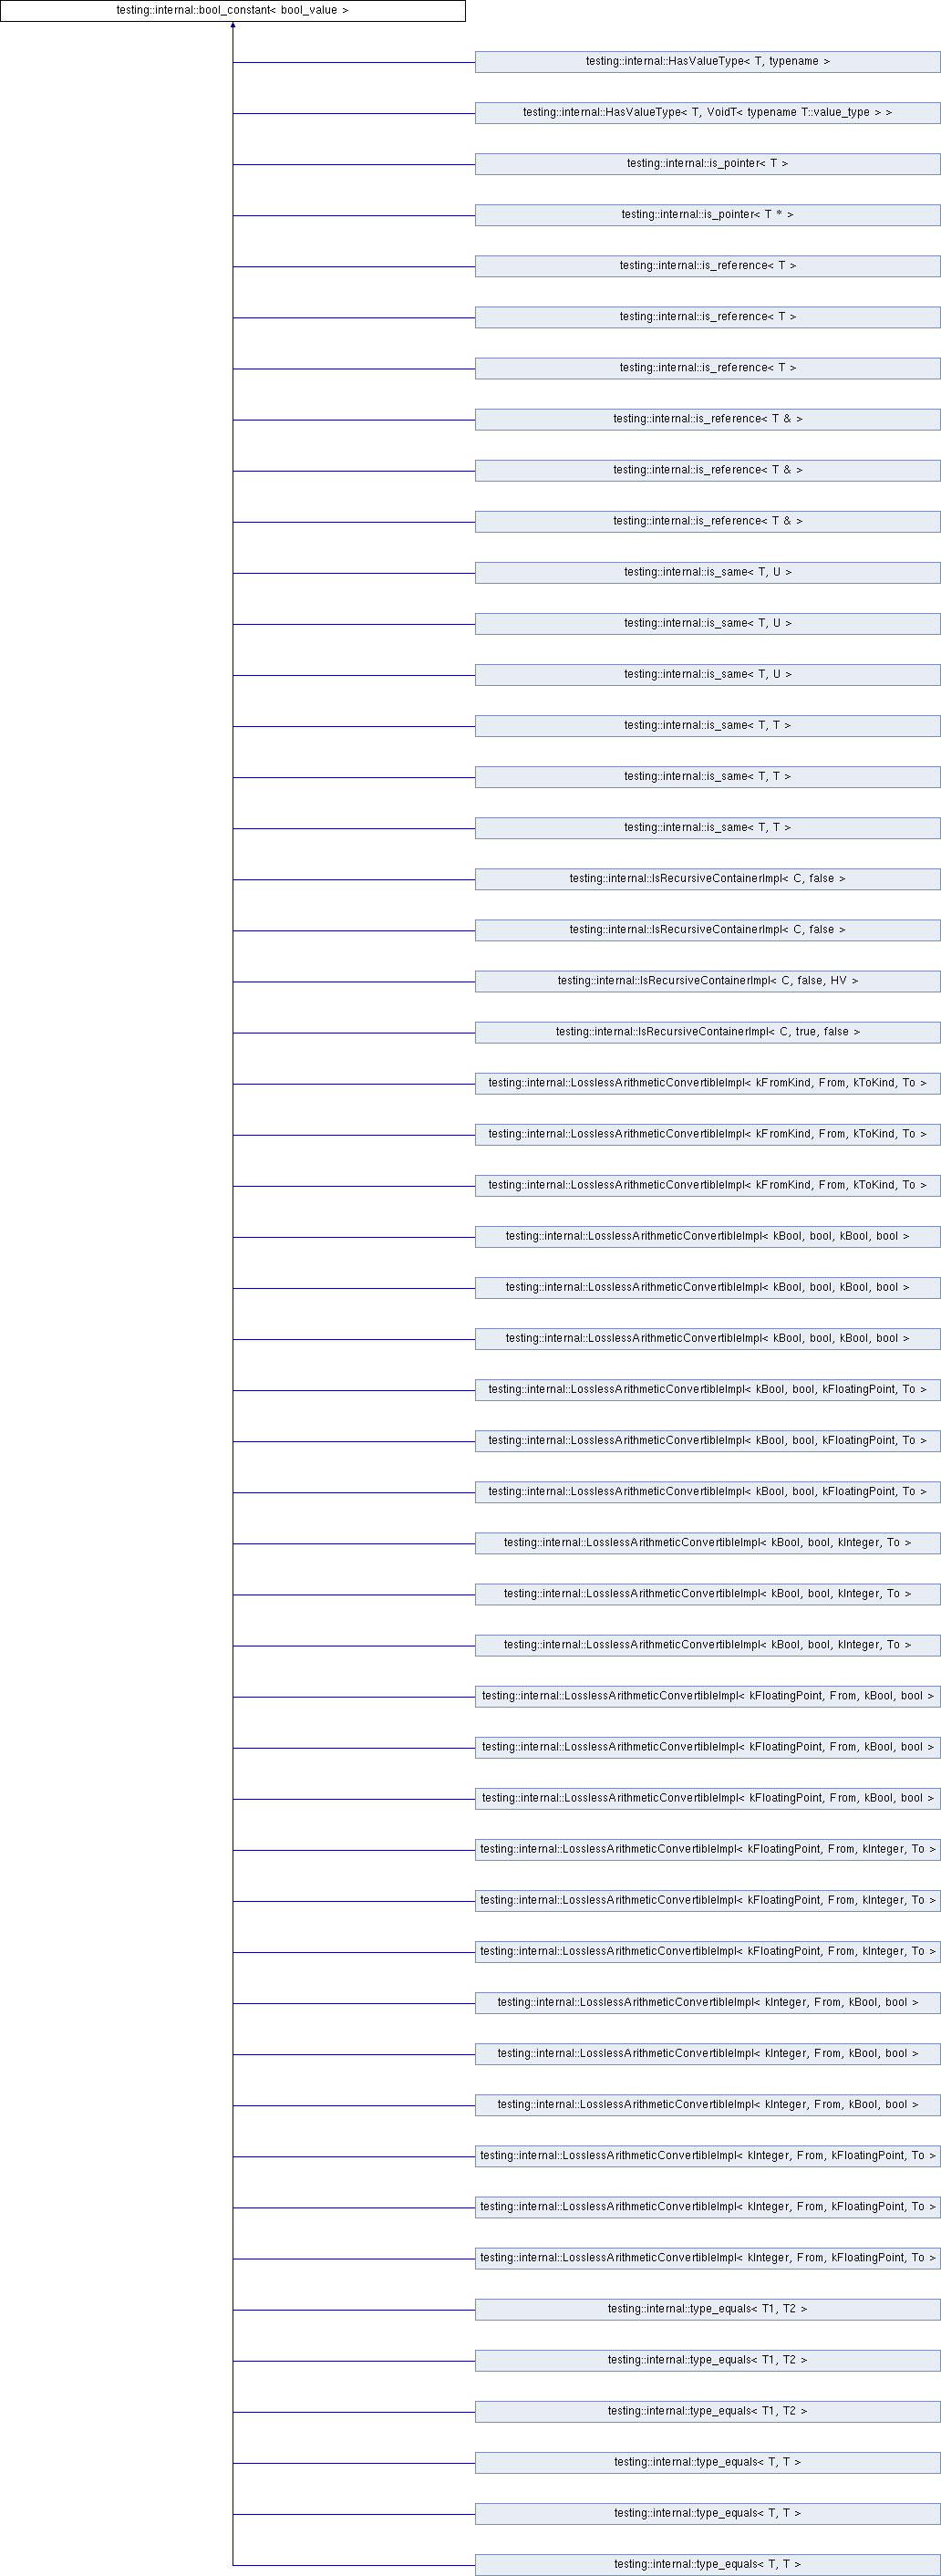 testing::internal::bool_constant< bool_value >
testing::internal::HasValueType< T, typename >
testing::internal::HasValueType< T, VoidT< typename T::value_type > >
testing::internal::is_pointer< T >
testing::internal::is_pointer< T * >
testing::internal::is_reference< T >
testing::internal::is_reference< T >
testing::internal::is_reference< T >
testing::internal::is_reference< T & >
testing::internal::is_reference< T & >
testing::internal::is_reference< T & >
testing::internal::is_same< T, U >
testing::internal::is_same< T, U >
testing::internal::is_same< T, U >
testing::internal::is_same< T, T >
testing::internal::is_same< T, T >
testing::internal::is_same< T, T >
testing::internal::IsRecursiveContainerImpl< C, false >
testing::internal::IsRecursiveContainerImpl< C, false >
testing::internal::IsRecursiveContainerImpl< C, false, HV >
testing::internal::IsRecursiveContainerImpl< C, true, false >
testing::internal::LosslessArithmeticConvertibleImpl< kFromKind, From, kToKind, To >
testing::internal::LosslessArithmeticConvertibleImpl< kFromKind, From, kToKind, To >
testing::internal::LosslessArithmeticConvertibleImpl< kFromKind, From, kToKind, To >
testing::internal::LosslessArithmeticConvertibleImpl< kBool, bool, kBool, bool >
testing::internal::LosslessArithmeticConvertibleImpl< kBool, bool, kBool, bool >
testing::internal::LosslessArithmeticConvertibleImpl< kBool, bool, kBool, bool >
testing::internal::LosslessArithmeticConvertibleImpl< kBool, bool, kFloatingPoint, To >
testing::internal::LosslessArithmeticConvertibleImpl< kBool, bool, kFloatingPoint, To >
testing::internal::LosslessArithmeticConvertibleImpl< kBool, bool, kFloatingPoint, To >
testing::internal::LosslessArithmeticConvertibleImpl< kBool, bool, kInteger, To >
testing::internal::LosslessArithmeticConvertibleImpl< kBool, bool, kInteger, To >
testing::internal::LosslessArithmeticConvertibleImpl< kBool, bool, kInteger, To >
testing::internal::LosslessArithmeticConvertibleImpl< kFloatingPoint, From, kBool, bool >
testing::internal::LosslessArithmeticConvertibleImpl< kFloatingPoint, From, kBool, bool >
testing::internal::LosslessArithmeticConvertibleImpl< kFloatingPoint, From, kBool, bool >
testing::internal::LosslessArithmeticConvertibleImpl< kFloatingPoint, From, kInteger, To >
testing::internal::LosslessArithmeticConvertibleImpl< kFloatingPoint, From, kInteger, To >
testing::internal::LosslessArithmeticConvertibleImpl< kFloatingPoint, From, kInteger, To >
testing::internal::LosslessArithmeticConvertibleImpl< kInteger, From, kBool, bool >
testing::internal::LosslessArithmeticConvertibleImpl< kInteger, From, kBool, bool >
testing::internal::LosslessArithmeticConvertibleImpl< kInteger, From, kBool, bool >
testing::internal::LosslessArithmeticConvertibleImpl< kInteger, From, kFloatingPoint, To >
testing::internal::LosslessArithmeticConvertibleImpl< kInteger, From, kFloatingPoint, To >
testing::internal::LosslessArithmeticConvertibleImpl< kInteger, From, kFloatingPoint, To >
testing::internal::type_equals< T1, T2 >
testing::internal::type_equals< T1, T2 >
testing::internal::type_equals< T1, T2 >
testing::internal::type_equals< T, T >
testing::internal::type_equals< T, T >
testing::internal::type_equals< T, T >